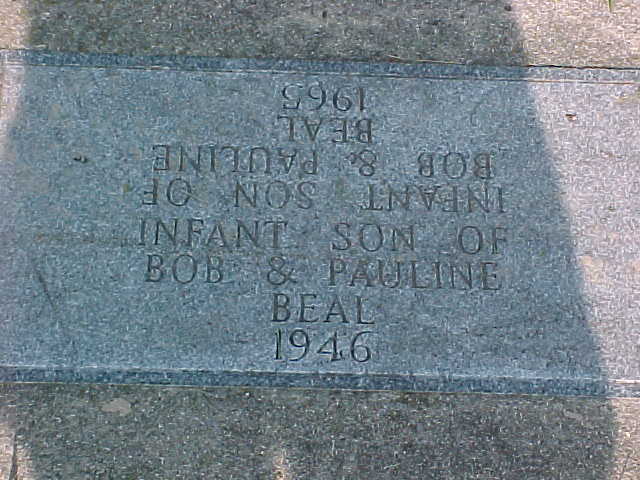 INFANT SON OF
BOB & PAULINE
BEAL
1946
INFANT SON OF
BOB & PAULINE
BEAL
1965